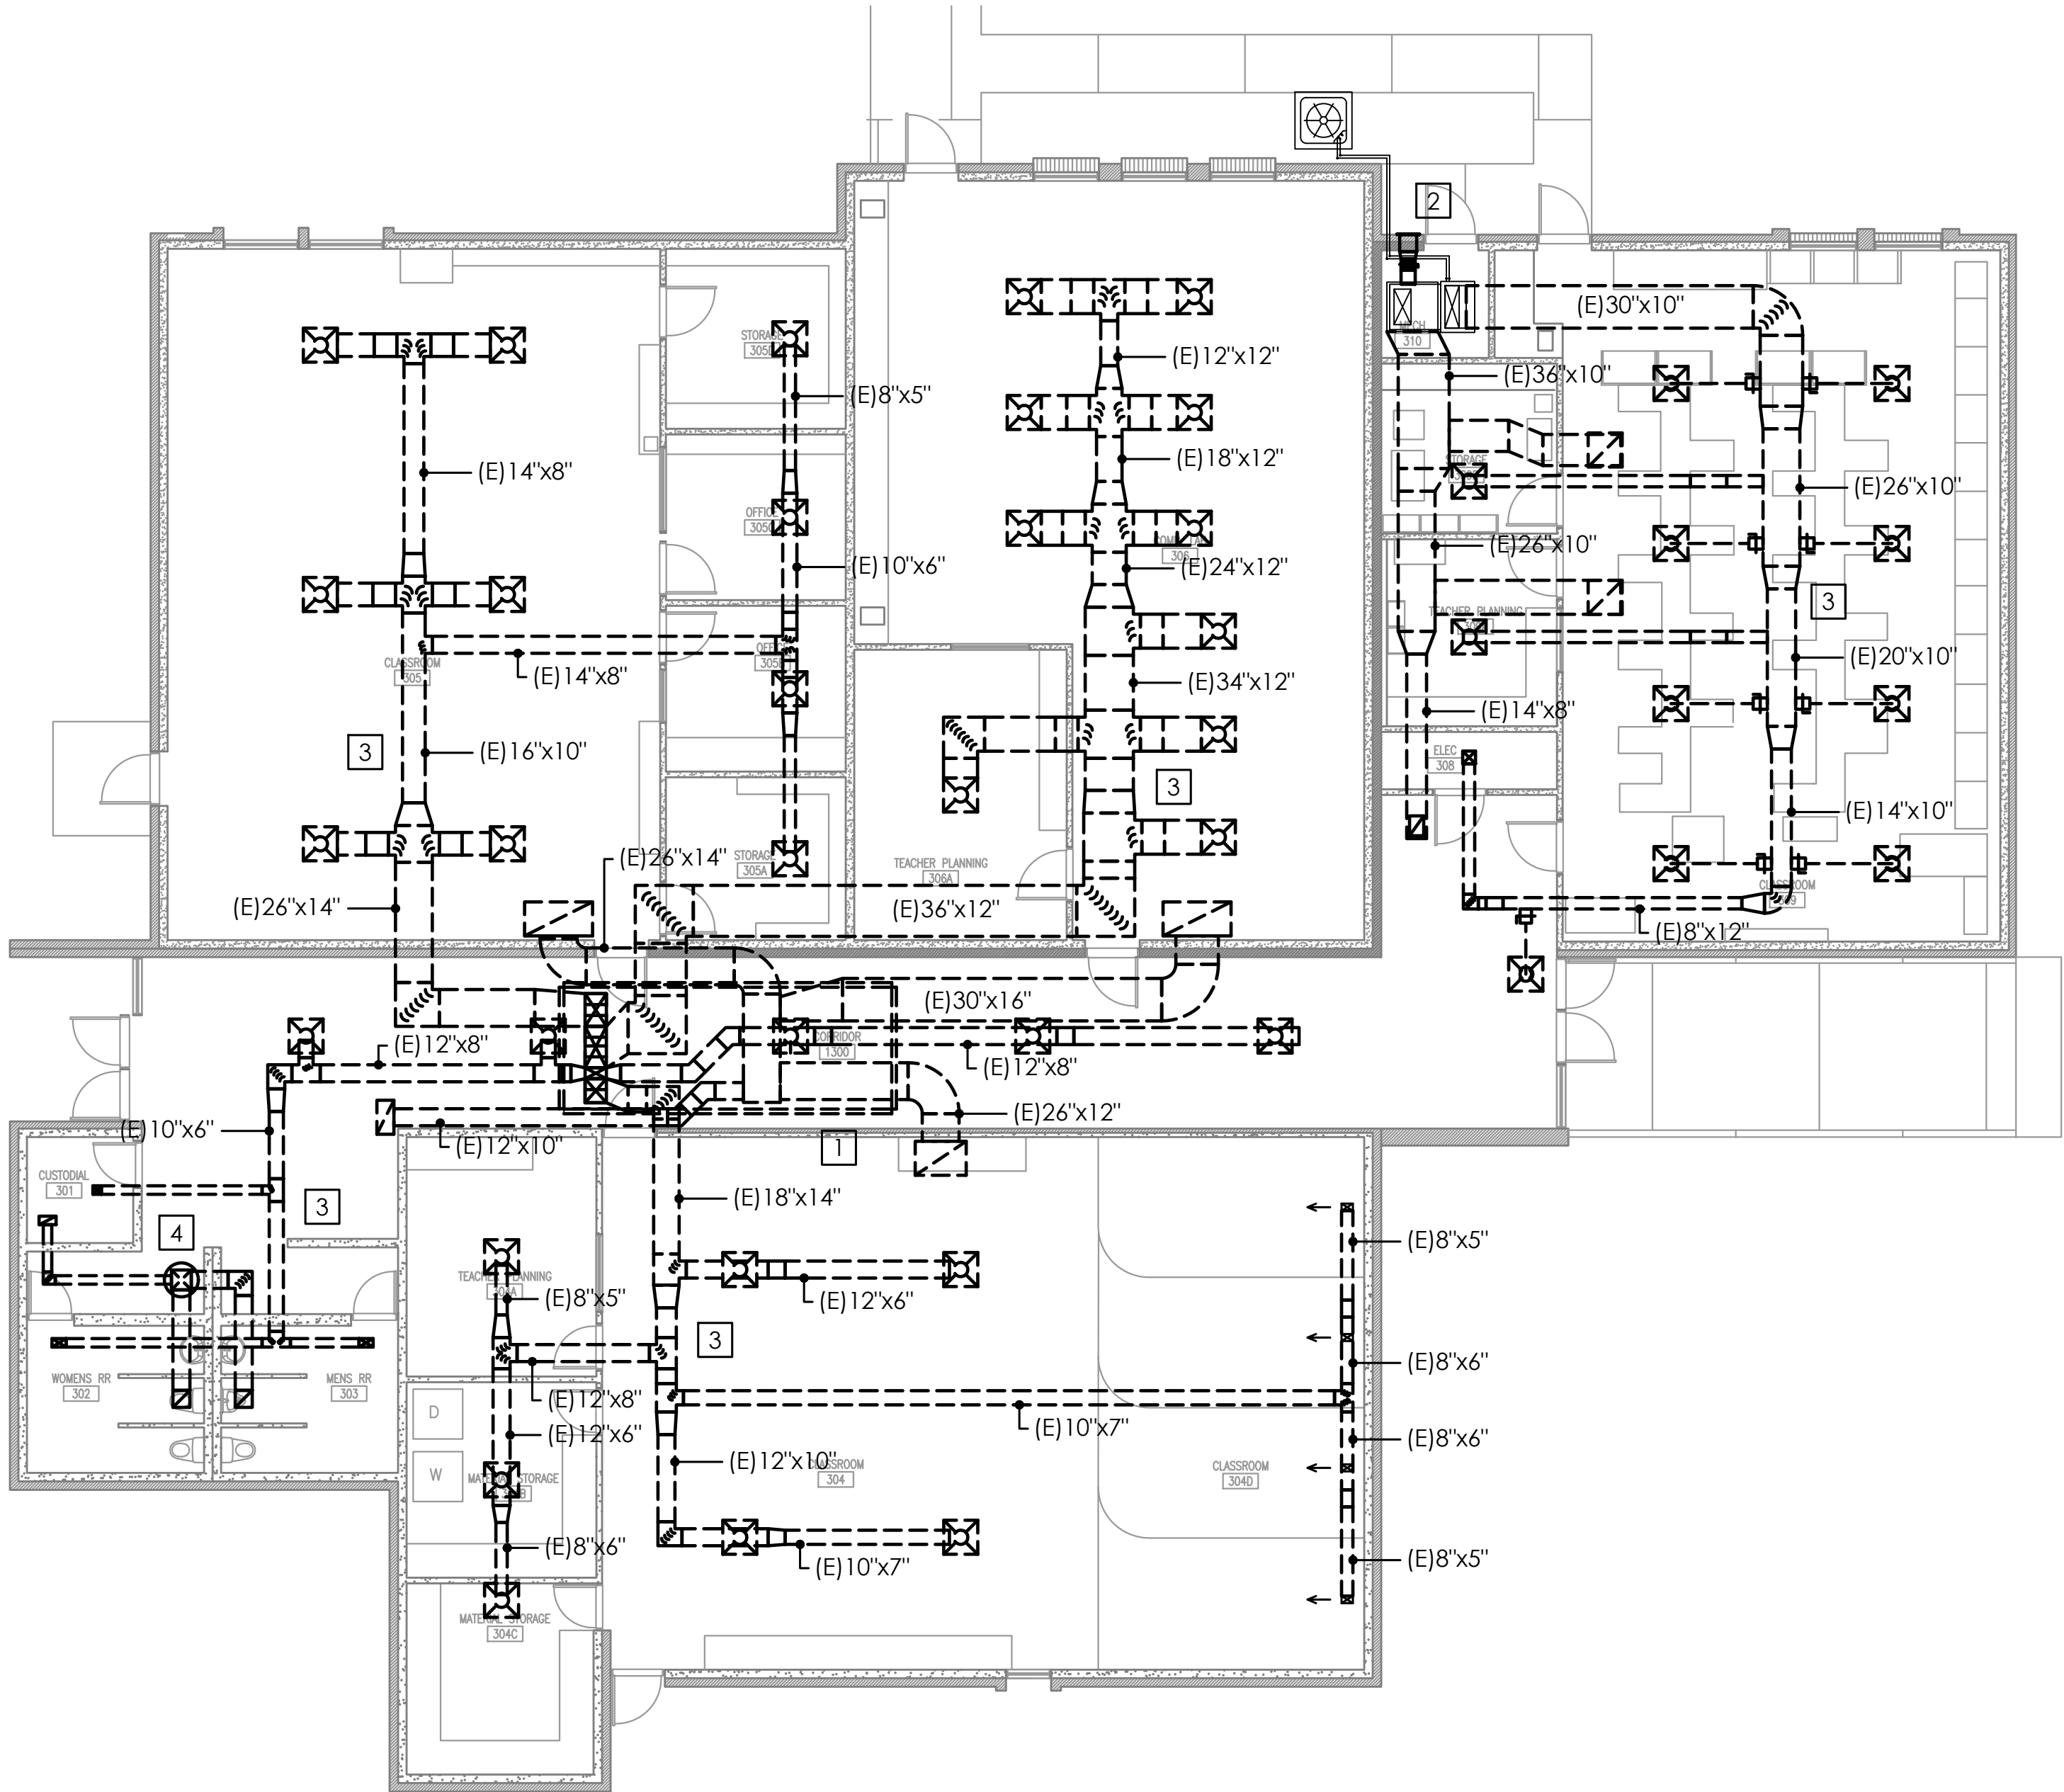 2
(E)30"x10"
MECH
310
(E)12"x12"
STORAGE
(E)36"x10"
(E)8"x5"
(E)18"x12"
(E)14"x8"
STORAGE
(E)26"x10"
OFFICE
(E)26"x10"
306
(E)10"x6"
(E)24"x12"
3
TEACHER PLANNING
CLASSROOM
305
(E)14"x8"
(E)20"x10"
(E)34"x12"
(E)14"x8"
3
(E)16"x10"
ELEC
308
3
(E)14"x10"
STORAGE
305A
(E)26"x14"
TEACHER PLANNING
306A
CLASSROOM
(E)26"x14"
(E)36"x12"
(E)8"x12"
(E)30"x16"
CORRIDOR
1300
(E)12"x8"
(E)12"x8"
(E)26"x12"
(E)10"x6"
(E)12"x10"
1
CUSTODIAL
301
3
(E)18"x14"
4
(E)8"x5"
TEACHER PLANNING
304A
(E)8"x5"
(E)12"x6"
3
(E)8"x6"
WOMENS RR
302
MENS RR
303
(E)12"x8"
D
(E)10"x7"
(E)12"x6"
(E)8"x6"
(E)12"x10"
CLASSROOM
304
CLASSROOM
304D
W
MATERIAL STORAGE
(E)8"x6"
(E)10"x7"
(E)8"x5"
MATERIAL STORAGE
304C